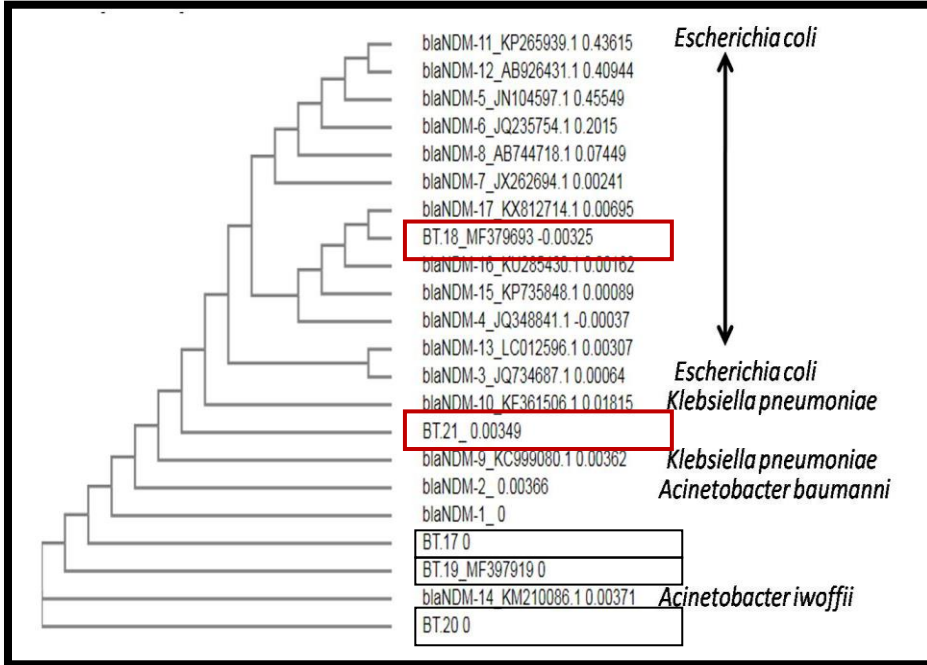 blaNDM-11_KP265939.1 0.43615 Escherichia coli
blaNDM-12_AB926431.1 0.40944
blaNDM-5_JN104597.1 0.45549
blaNDM-6_JQ235754.1 0.2015
blaNDM-8_AB744718.1 0.07449
blaNDM-7_JX262694.1 0.00241
blaNDM-17_KX812714.1 0.00695
BT.18_MF379693 -0.00325
blaNDM-16_KU285430.1 0.00162
blaNDM-15_KP735848.1 0.00089
blaNDM-4_JQ348841.1 -0.00037
blaNDM-13_LC012596.1 0.00307
blaNDM-3_JQ734687.1 0.00064 Escherichia coli
blaNDM-10_KF361506.1 0.01815 Klebsiella pneumoniae
BT.21_ 0.00349
blaNDM-9_KC999080.1 0.00362 Klebsiella pneumoniae
blaNDM-2_ 0.00366 Acinetobacter baumanni
blaNDM-1_ 0
BT.17 0
BT.19_MF397919 0
blaNDM-14_KM210086.1 0.00371 Acinetobacter iwoffii
BT.20 0